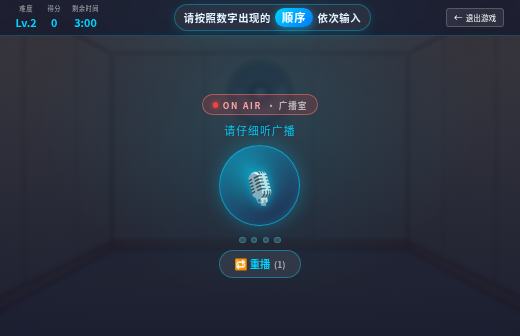 难度 得分 剩余时间
Lv.2 0 3:00
请按照数字出现的 顺序 依次输入
← 退出游戏
ON AIR · 广播室
请仔细听广播
重播 (1)